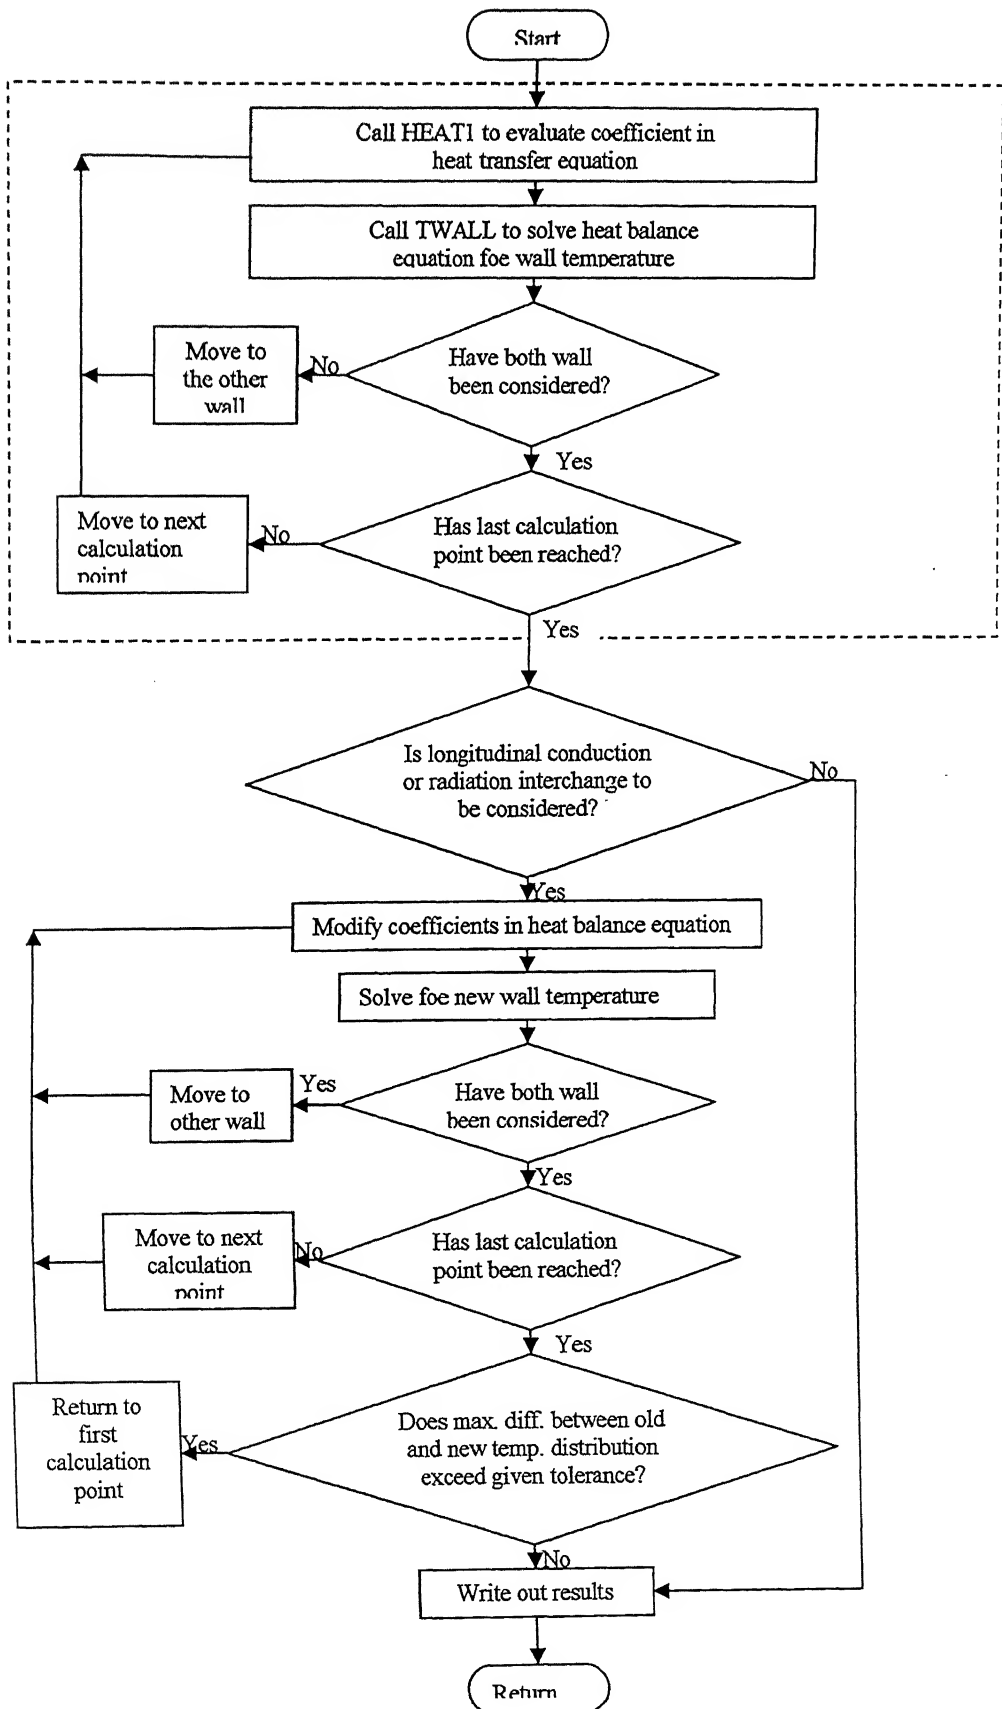 Start
Call HEAT1 to evaluate coefficient in
heat transfer equation
Call TWALL to solve heat balance
equation foe wall temperature
Have both wall
been considered?
No
Move to
the other
wall
Yes
Has last calculation
point been reached?
No
Move to next
calculation
point
Yes
Is longitudinal conduction
or radiation interchange to
be considered?
No
Yes
Modify coefficients in heat balance equation
Solve foe new wall temperature
Have both wall
been considered?
Yes
Move to
other wall
Yes
Has last calculation
point been reached?
No
Move to next
calculation
point
Yes
Does max. diff. between old
and new temp. distribution
exceed given tolerance?
Yes
Return to
first
calculation
point
No
Write out results
Return